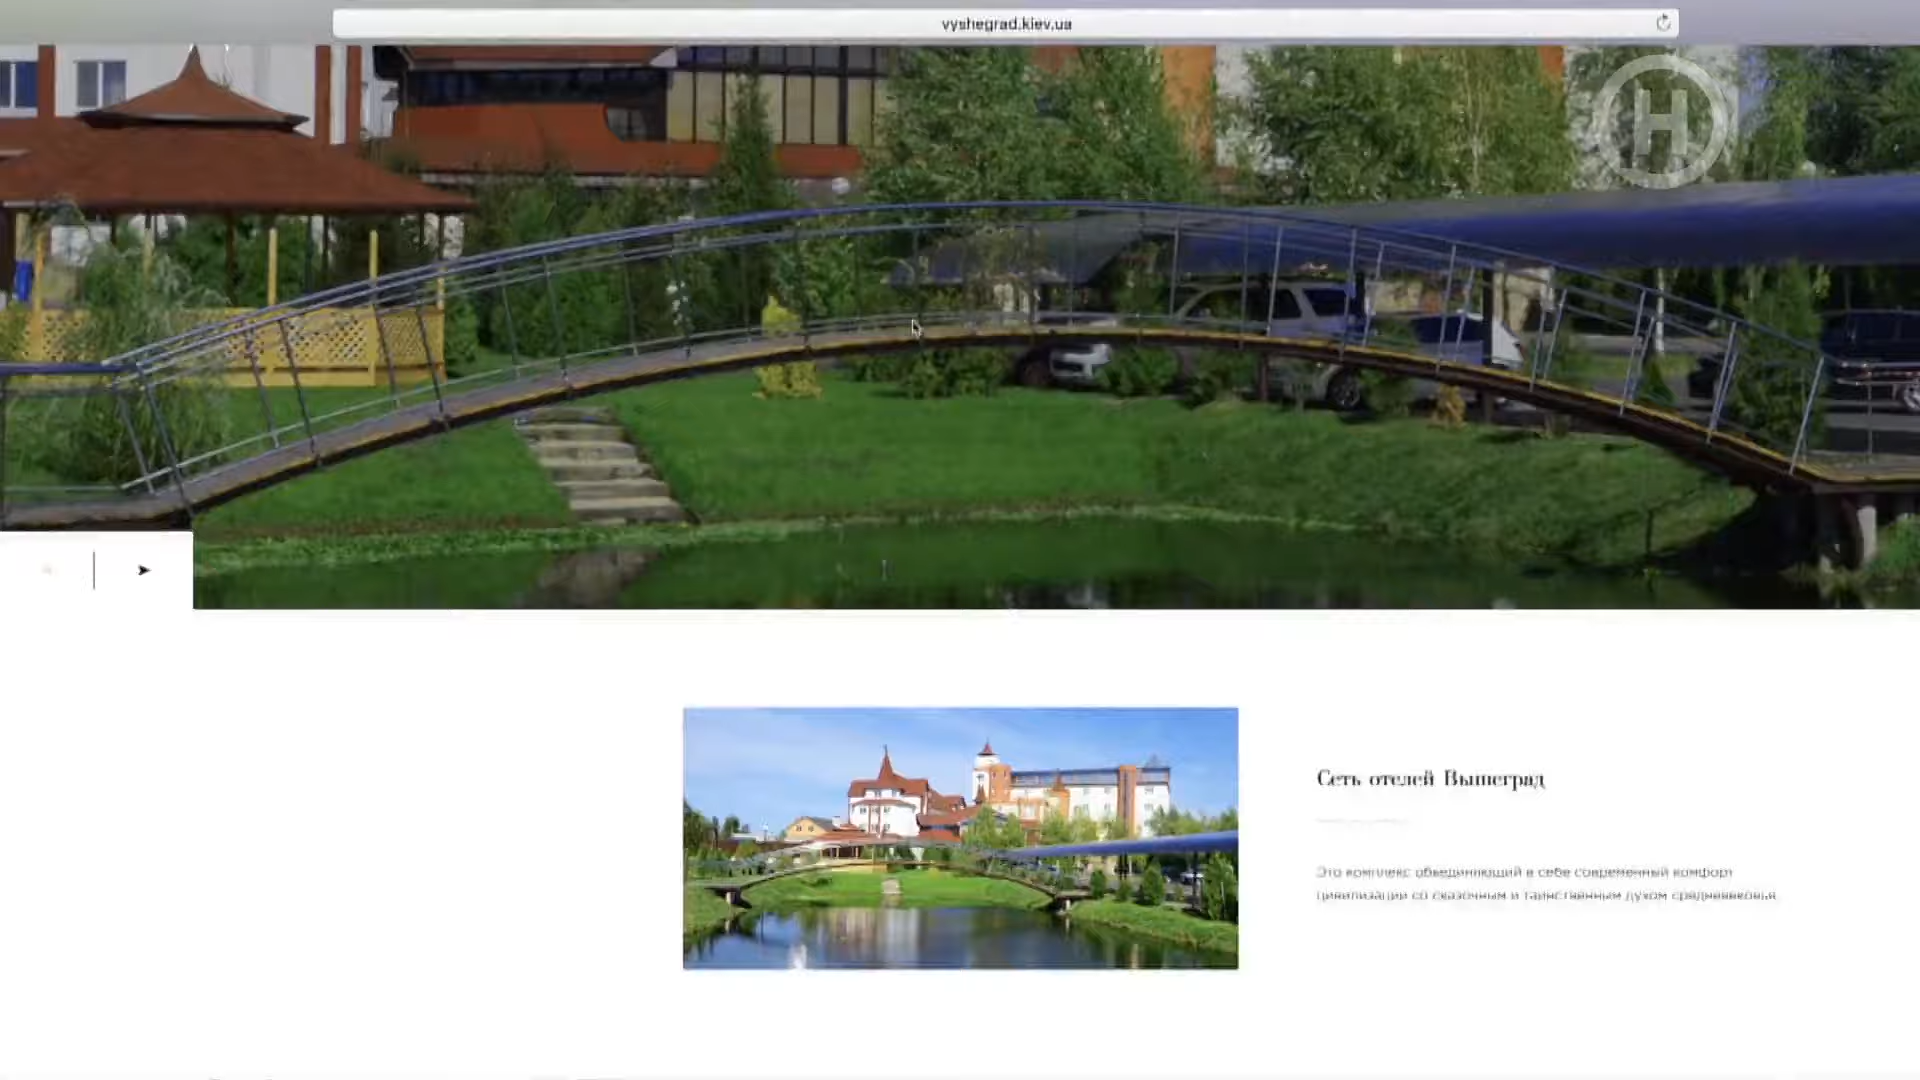 vyshegrad.kiev.ua
Н
Сеть отелей Вышеград
Это комплекс объединяющий в себе современный комфорт
цивилизации со сказочным и таинственным духом средневековья.